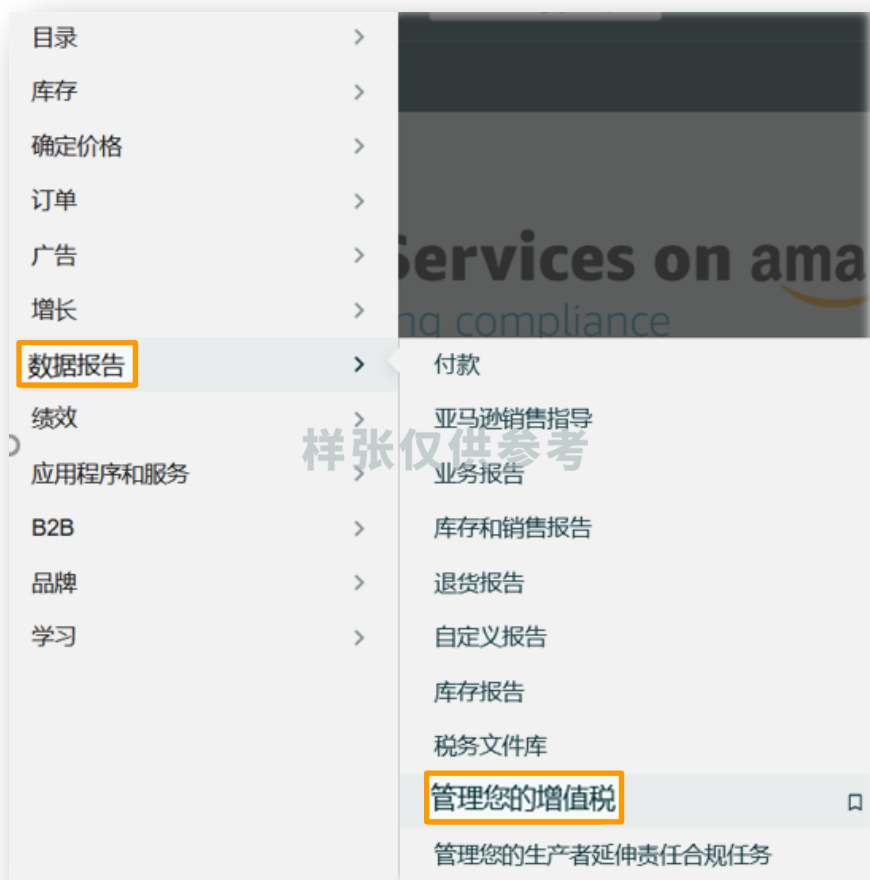 目录
库存
确定价格
订单
广告
增长
数据报告
绩效
应用程序和服务
B2B
品牌
学习
Services on ama
ng compliance
付款
亚马逊销售指导
样张仅供参考
业务报告
库存和销售报告
退货报告
自定义报告
库存报告
税务文件库
管理您的增值税
管理您的生产者延伸责任合规任务